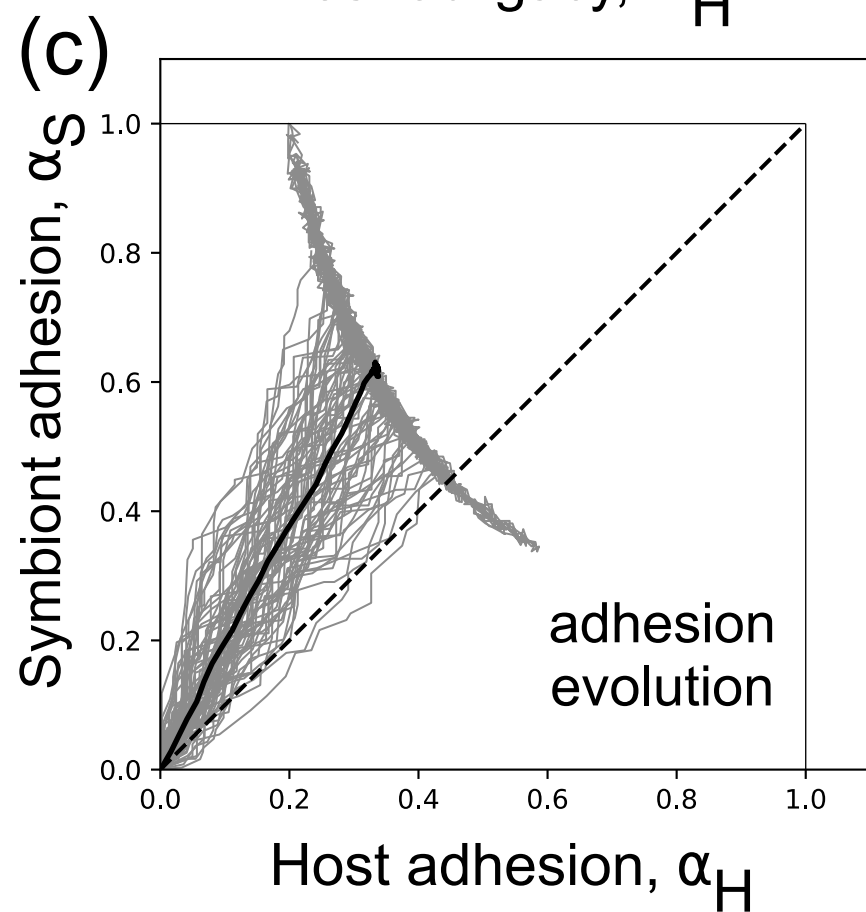 H
(c)
Symbiont adhesion, αS
1.0
0.8
0.6
0.4
0.2
0.0
adhesion
evolution
0.0 0.2 0.4 0.6 0.8 1.0
Host adhesion, αH